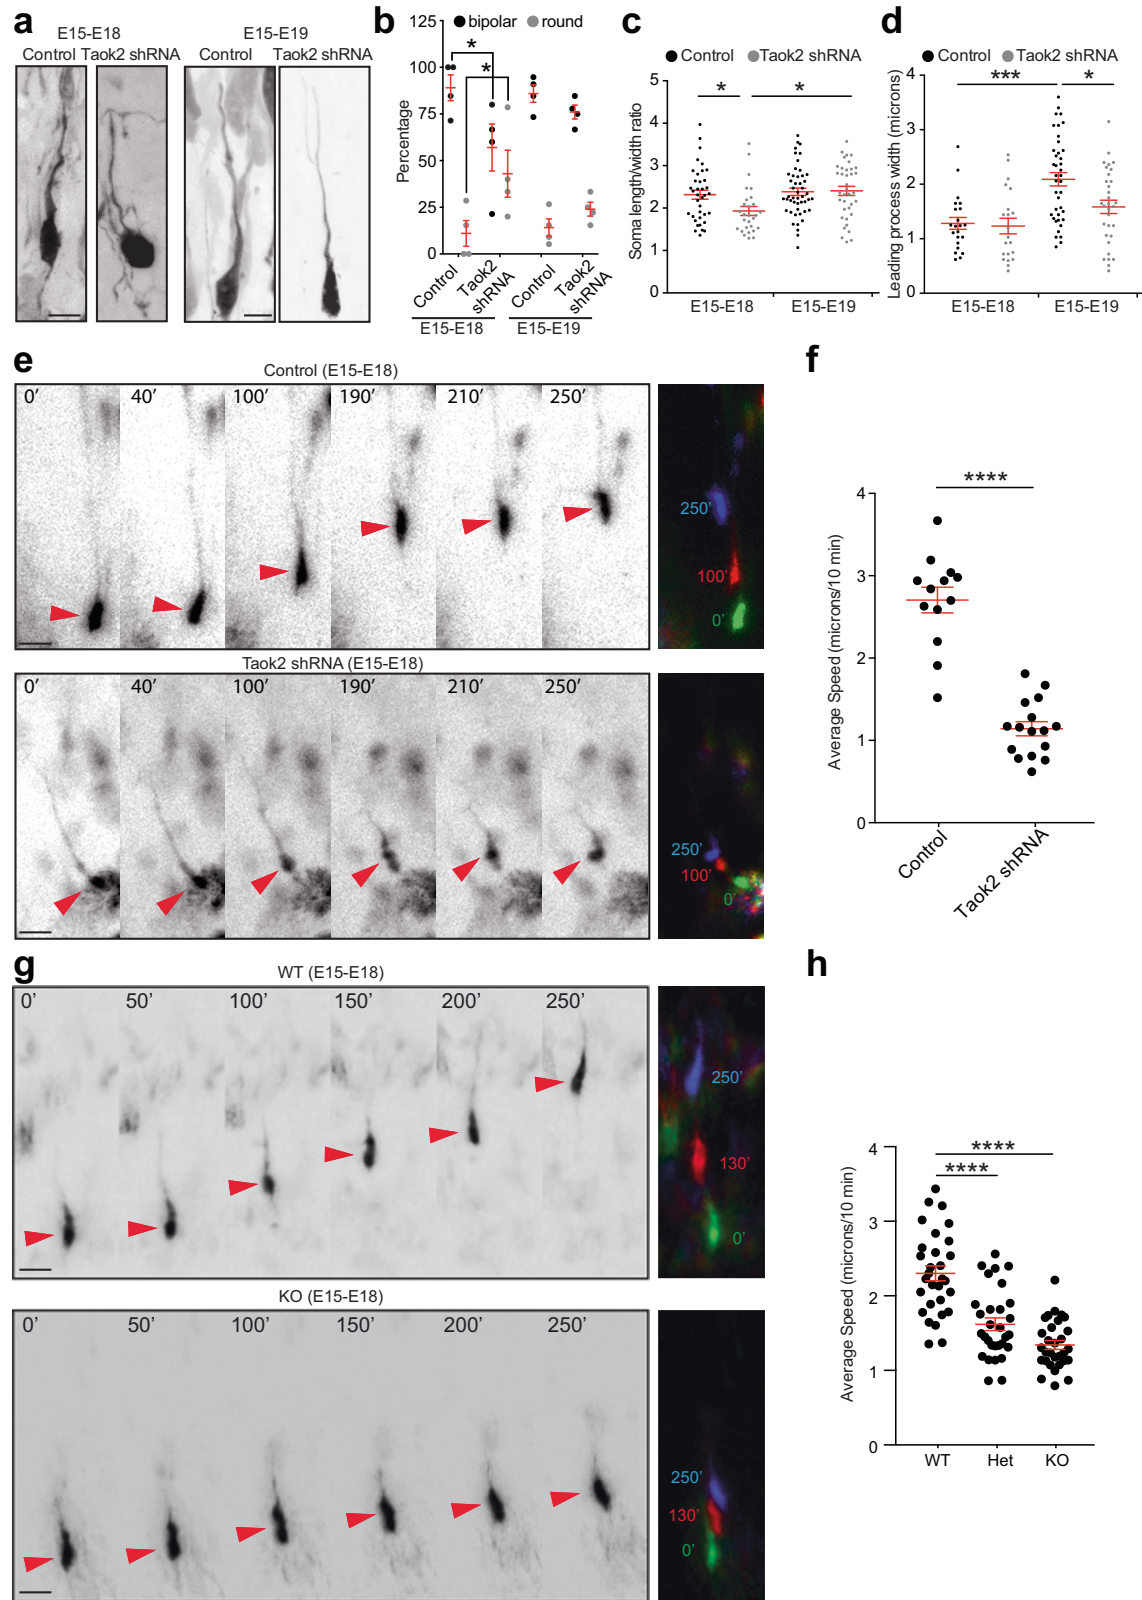 a
E15-E18
Control Taok2 shRNA
E15-E19
Control Taok2 shRNA
b
bipolar round
125
100
75
50
25
0
Percentage
* *
Control
Taok2 shRNA
Control
Taok2 shRNA
E15-E18
E15-E19
c
Control Taok2 shRNA
5
4
3
2
1
0
Soma length/width ratio
* *
E15-E18 E15-E19
d
Control Taok2 shRNA
4
3
2
1
0
Leading process width (microns)
*** *
E15-E18 E15-E19
e
Control (E15-E18)
0′ 40′ 100′ 190′ 210′ 250′
250’
100’
0’
Taok2 shRNA (E15-E18)
0′ 40′ 100′ 190′ 210′ 250′
250’
100’
0’
f
****
4
3
2
1
0
Average Speed (microns/10 min)
Control
Taok2 shRNA
g
WT (E15-E18)
0’ 50’ 100’ 150’ 200’ 250’
250’
130’
0’
KO (E15-E18)
0’ 50’ 100’ 150’ 200’ 250’
250’
130’
0’
h
****
****
4
3
2
1
0
Average Speed (microns/10 min)
WT Het KO